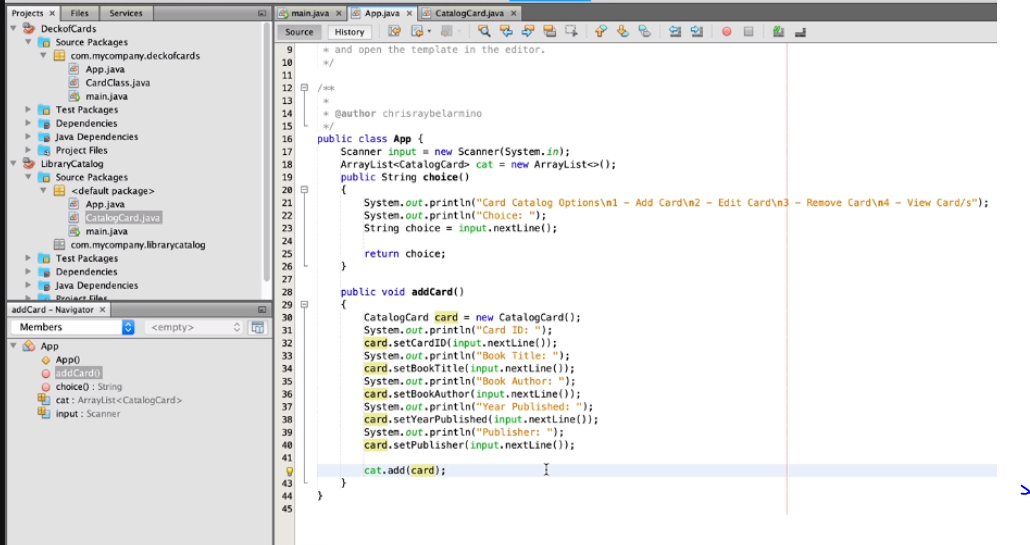 Projects × Files Services
DeckofCards
Source Packages
com.mycompany.deckofcards
App.java
CardClass.java
main.java
Test Packages
Dependencies
Java Dependencies
Project Files
LibraryCatalog
Source Packages
<default package>
App.java
CatalogCard.java
main.java
com.mycompany.librarycatalog
Test Packages
Dependencies
Java Dependencies
Project Files
addCard - Navigator ×
Members <empty>
App
App()
addCard()
choice() : String
cat : ArrayList<CatalogCard>
input : Scanner
main.java × App.java × CatalogCard.java ×
Source History
9 * and open the template in the editor.
10 */
11
12 /**
13 *
14 * @author chrisraybelarmino
15 */
16 public class App {
17 Scanner input = new Scanner(System.in);
18 ArrayList<CatalogCard> cat = new ArrayList<>();
19 public String choice()
20 {
21 System.out.println("Card Catalog Options\n1 - Add Card\n2 - Edit Card\n3 - Remove Card\n4 - View Card/s");
22 System.out.println("Choice: ");
23 String choice = input.nextLine();
24
25 return choice;
26 }
27
28 public void addCard()
29 {
30 CatalogCard card = new CatalogCard();
31 System.out.println("Card ID: ");
32 card.setCardID(input.nextLine());
33 System.out.println("Book Title: ");
34 card.setBookTitle(input.nextLine());
35 System.out.println("Book Author: ");
36 card.setBookAuthor(input.nextLine());
37 System.out.println("Year Published: ");
38 card.setYearPublished(input.nextLine());
39 System.out.println("Publisher: ");
40 card.setPublisher(input.nextLine());
41
cat.add(card);
43 }
44 }
45